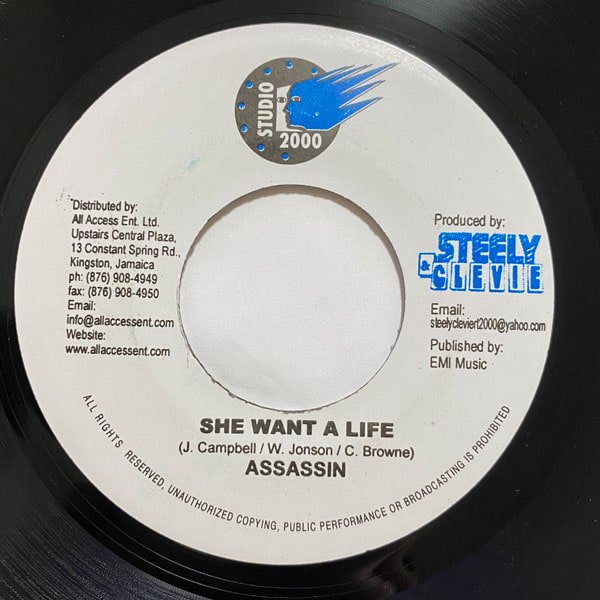 STUDIO
2000
Distributed by:
All Access Ent. Ltd.
Upstairs Central Plaza,
13 Constant Spring Rd.,
Kingston, Jamaica
ph: (876) 908-4949
fax: (876) 908-4950
Email:
info@allaccessent.com
Website:
www.allaccessent.com
Produced by:
STEELY
& CLEVIE
Email:
steelycleviert2000@yahoo.com
Published by:
EMI Music
SHE WANT A LIFE
(J. Campbell / W. Jonson / C. Browne)
ASSASSIN
ALL RIGHTS RESERVED, UNAUTHORIZED COPYING, PUBLIC PERFORMANCE OR BROADCASTING IS PROHIBITED